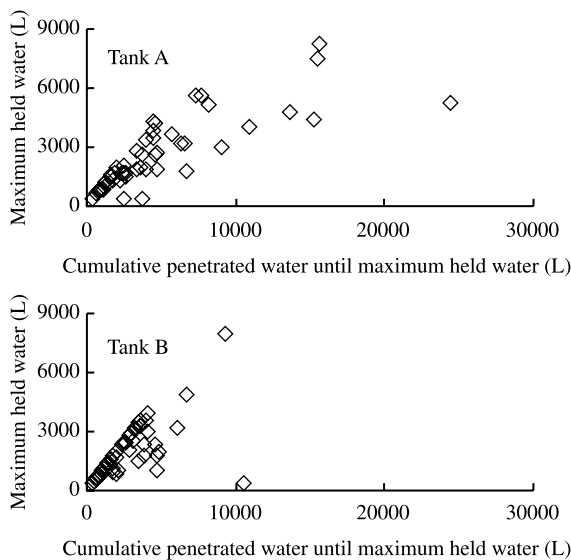 Maximum held water (L)
9000
6000
3000
0
Tank A
0 10000 20000 30000
Cumulative penetrated water until maximum held water (L)
Maximum held water (L)
9000
6000
3000
0
Tank B
0 10000 20000 30000
Cumulative penetrated water until maximum held water (L)